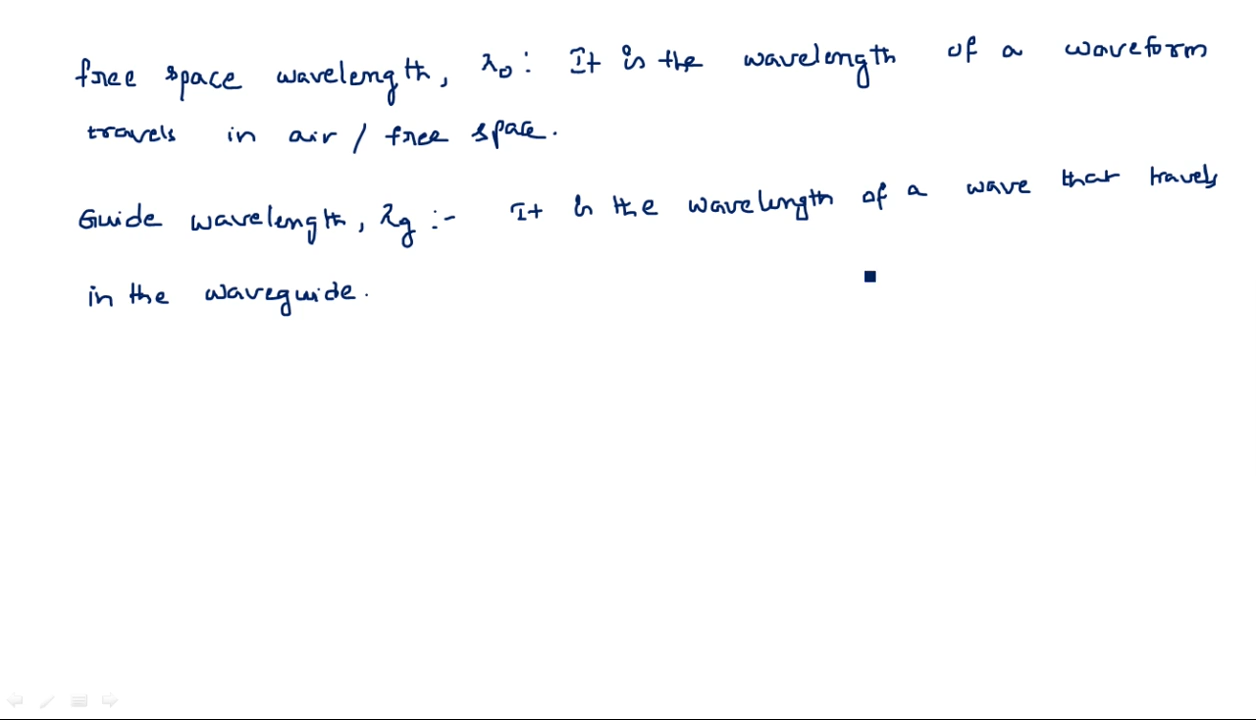 free space wavelength, λ₀: It is the wavelength of a waveform
travels in air / free space.
Guide wavelength, λg :- It is the wavelength of a wave that travels
in the waveguide.